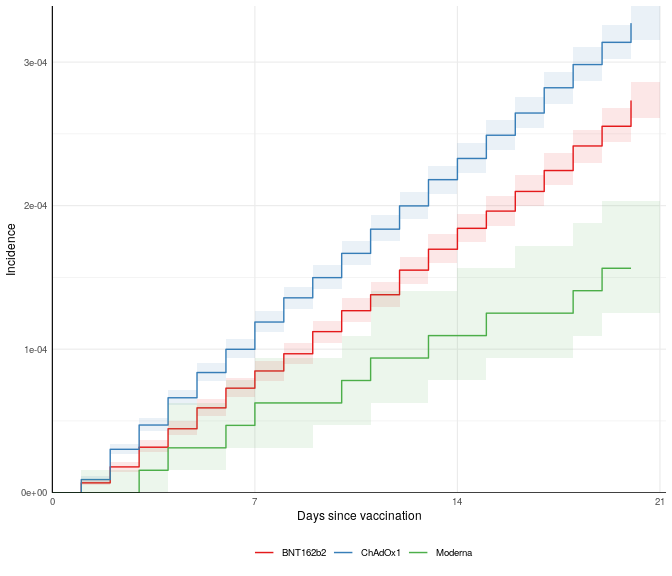 Incidence
3e-04
2e-04
1e-04
0e+00
0 7 14 21
Days since vaccination
BNT162b2 ChAdOx1 Moderna